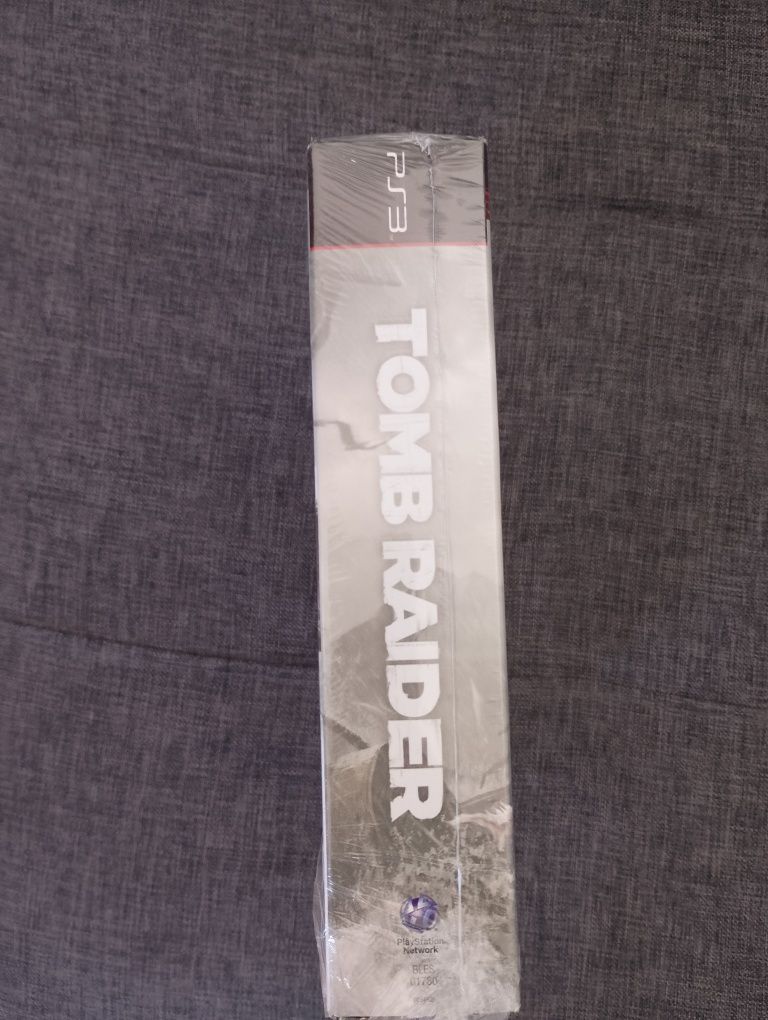 PS3
TOMB RAIDER
PlayStation
Network
BLES
01780